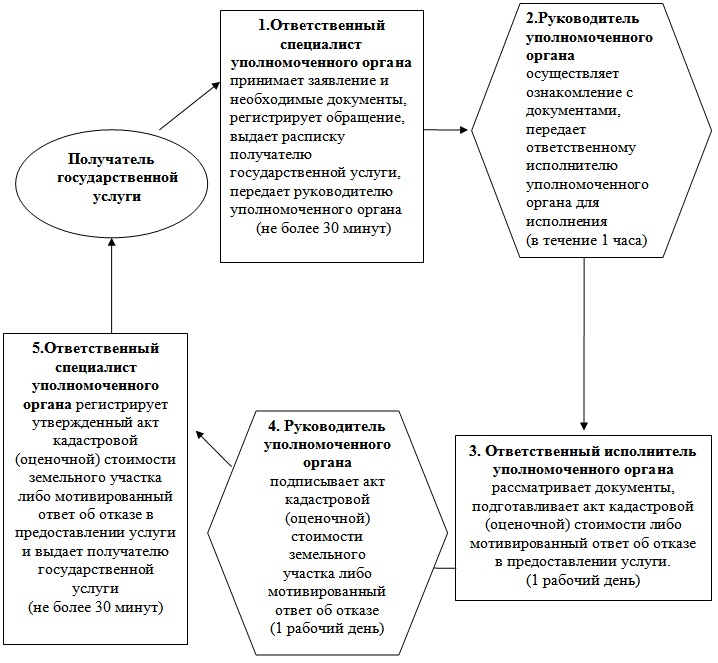 Получатель
государственной
услуги
1.Ответственный
специалист
уполномоченного органа
принимает заявление и
необходимые документы,
регистрирует обращение,
выдает расписку
получателю
государственной услуги,
передает руководителю
уполномоченного органа
(не более 30 минут)
2.Руководитель
уполномоченного
органа
осуществляет
ознакомление с
документами,
передает
ответственному
исполнителю
уполномоченного
органа для
исполнения
(в течение 1 часа)
3. Ответственный исполнитель
уполномоченного органа
рассматривает документы,
подготавливает акт кадастровой
(оценочной) стоимости либо
мотивированный ответ об отказе
в предоставлении услуги.
(1 рабочий день)
4. Руководитель
уполномоченного
органа
подписывает акт
кадастровой
(оценочной)
стоимости
земельного
участка либо
мотивированный
ответ об отказе
(1 рабочий день)
5.Ответственный
специалист
уполномоченного
органа регистрирует
утвержденный акт
кадастровой
(оценочной) стоимости
земельного участка
либо мотивированный
ответ об отказе в
предоставлении услуги
и выдает получателю
государственной
услуги
(не более 30 минут)